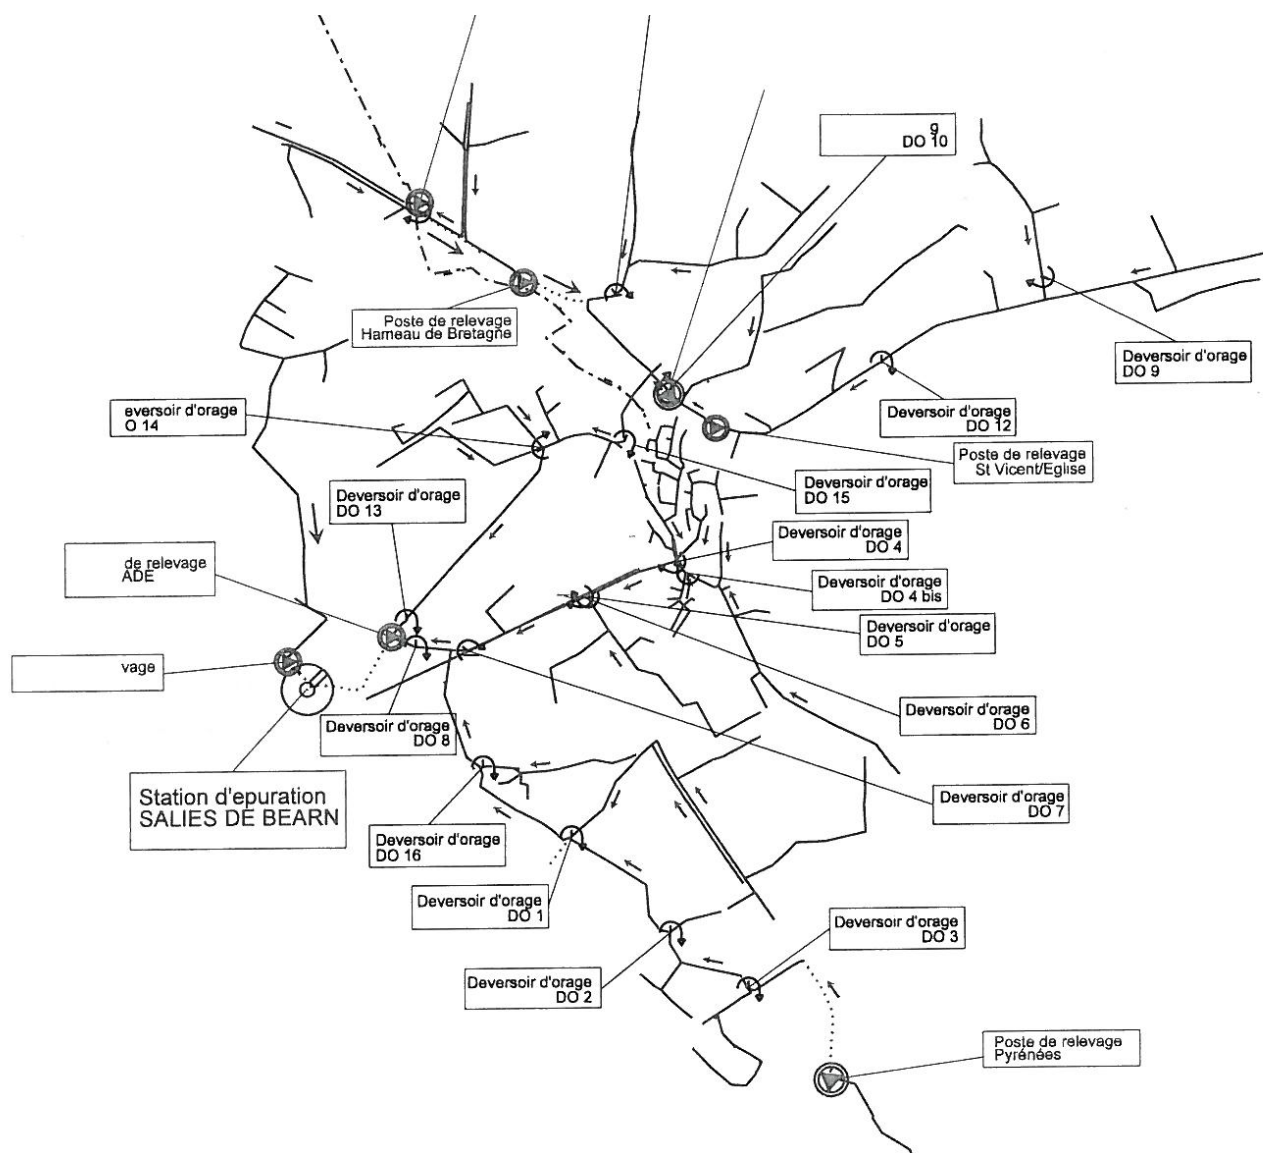 g
DO 10
Poste de relevage
Hameau de Bretagne
Deversoir d'orage
DO 9
eversoir d'orage
O 14
Deversoir d'orage
DO 12
Poste de relevage
St Vicent/Eglise
Deversoir d'orage
DO 15
Deversoir d'orage
DO 13
Deversoir d'orage
DO 4
de relevage
ADE
Deversoir d'orage
DO 4 bis
Deversoir d'orage
DO 5
vage
Deversoir d'orage
DO 6
Deversoir d'orage
DO 8
Station d'epuration
SALIES DE BEARN
Deversoir d'orage
DO 7
Deversoir d'orage
DO 16
Deversoir d'orage
DO 1
Deversoir d'orage
DO 3
Deversoir d'orage
DO 2
Poste de relevage
Pyrénées